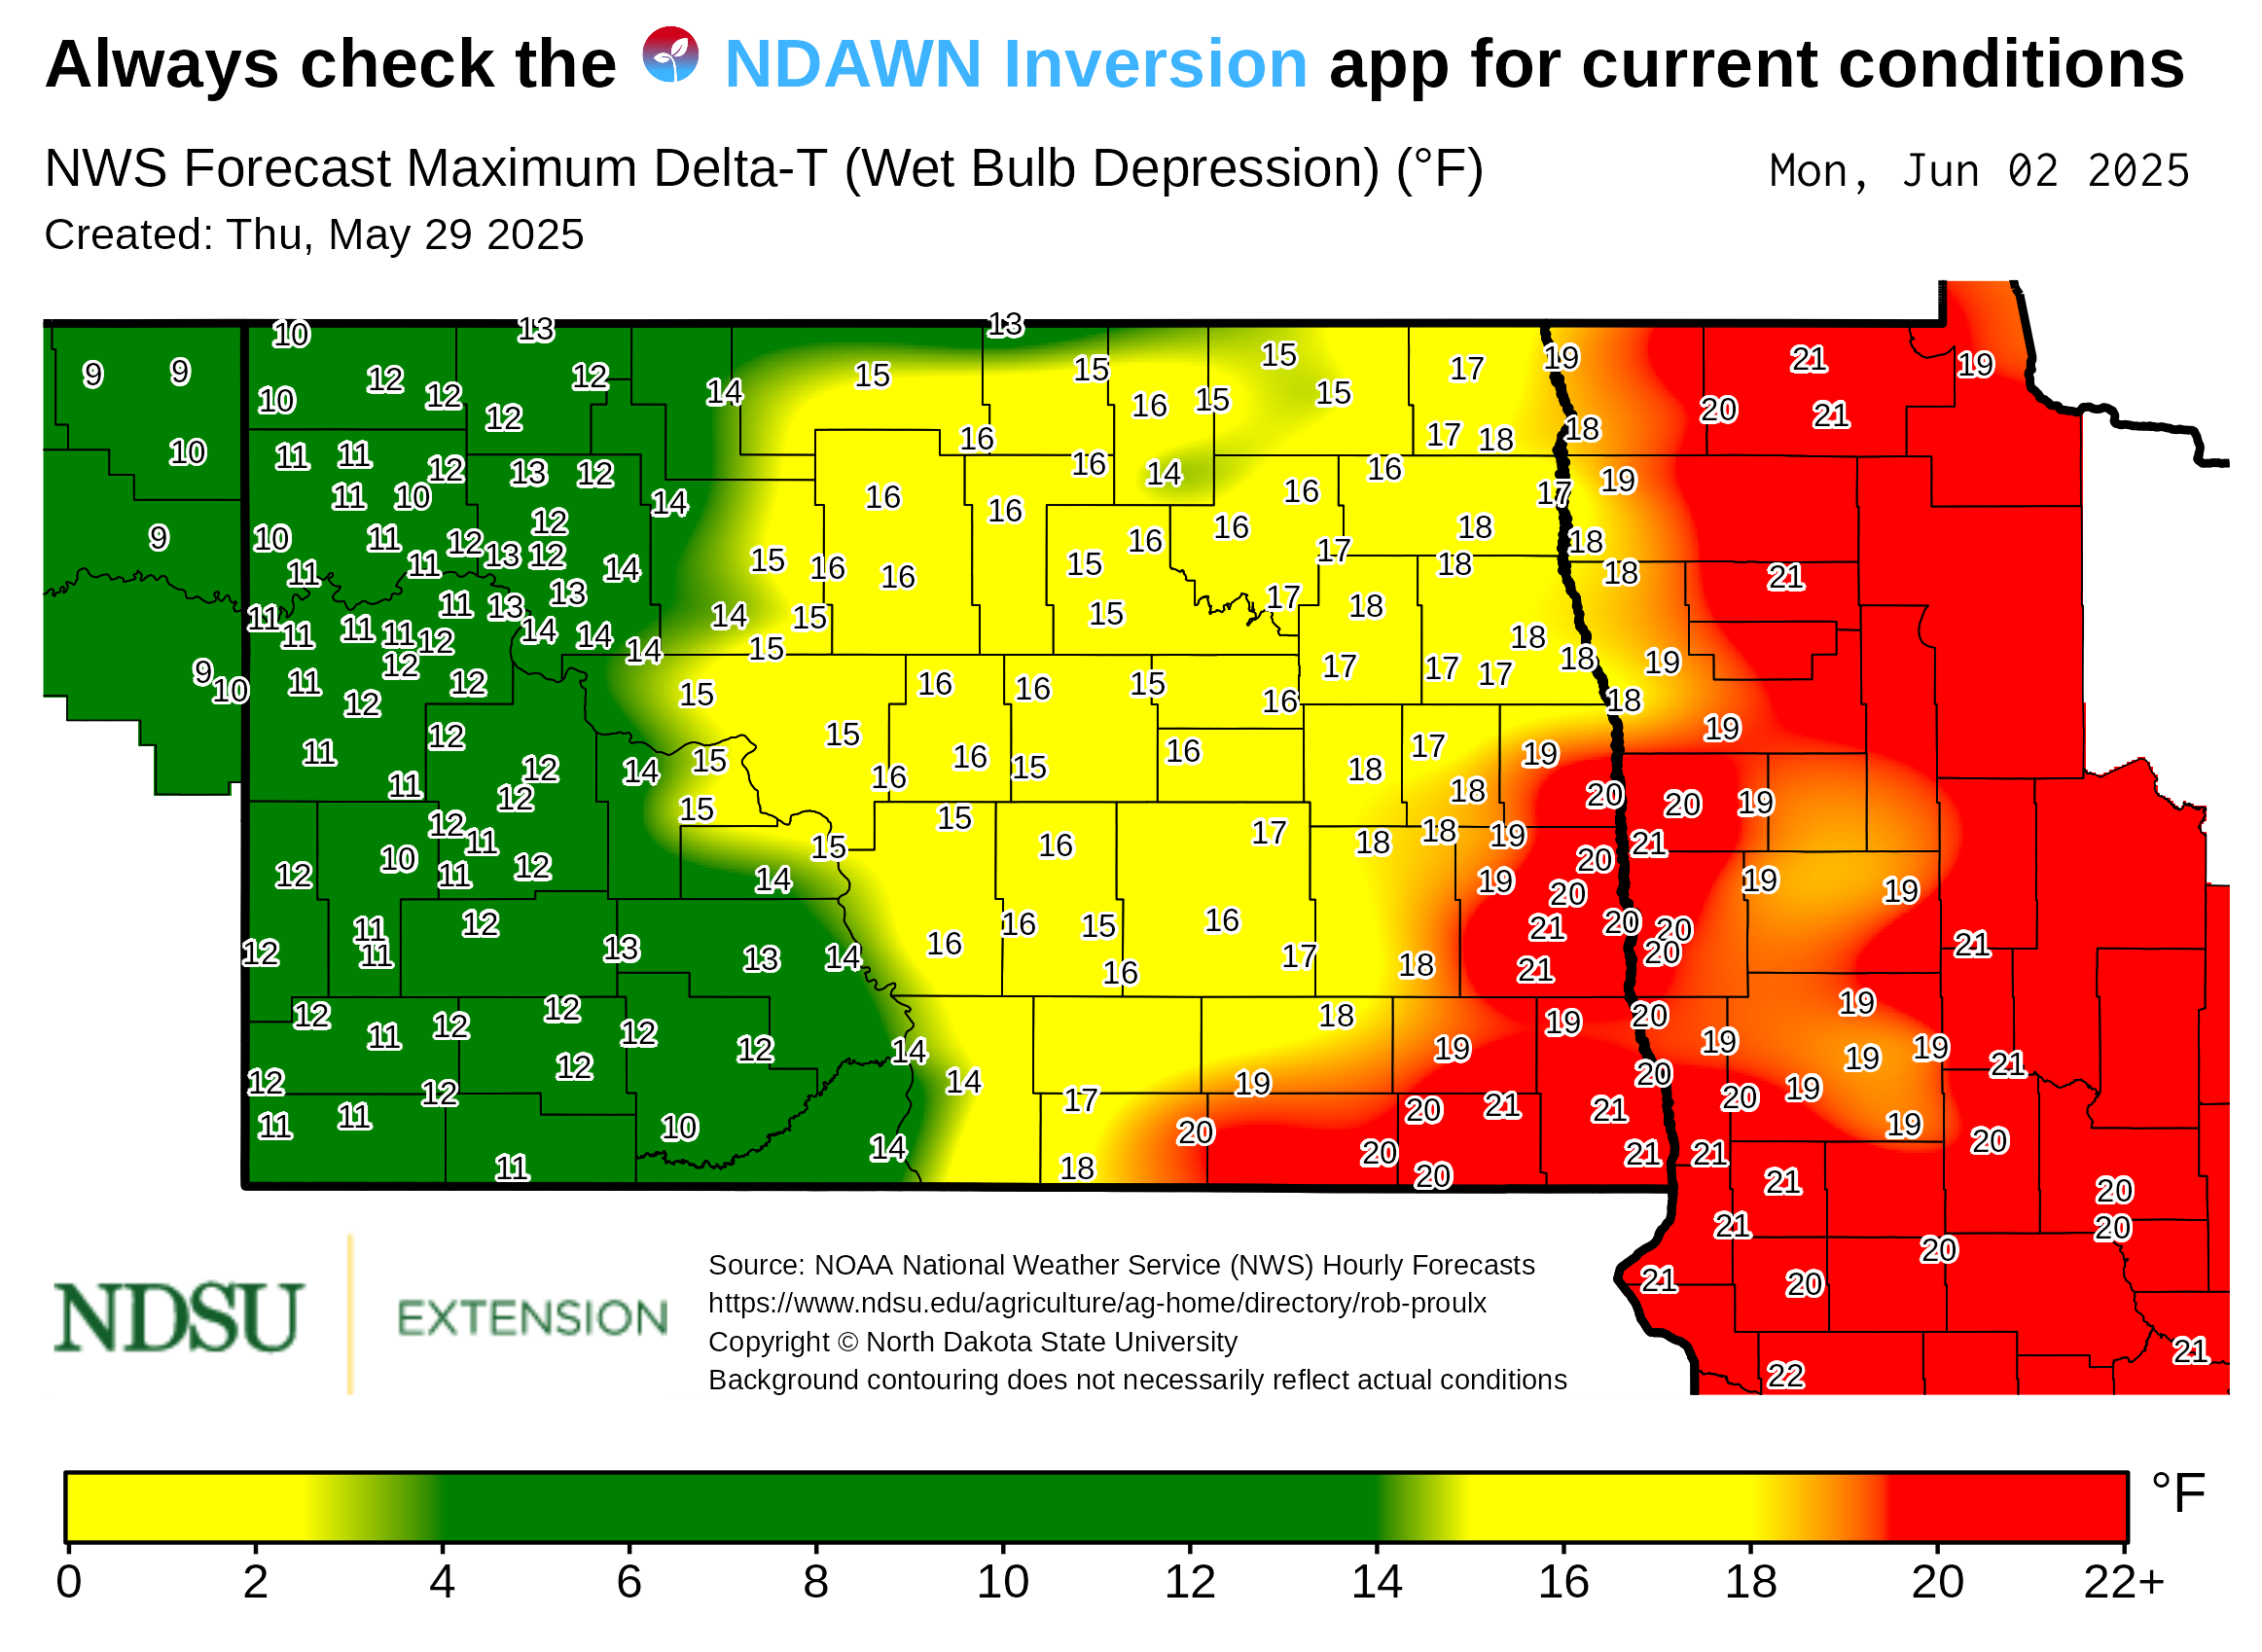 Always check the NDAWN Inversion app for current conditions
NWS Forecast Maximum Delta-T (Wet Bulb Depression) (°F) Mon, Jun 02 2025
Created: Thu, May 29 2025
10 13 13
9 9 12 12 12 14 15 15 15 17 19 21 19
10 12 16 15 15 20 21
10 11 11 12 13 12 16 16 14 17 18 18 16
11 10 14 16 16 16 17 19
9 10 11 12 13 12 12 16 16 18 18
11 11 14 15 16 16 15 17 18 18 21
11 11 13 13 14 15 15 17 18
11 11 11 12 14 14 14 15 17 17 17 18 18 19
9 10 11 12 12 12 15 16 16 15 16 18
11 12 15 16 15 16 18 17 19 19
11 12 12 14 15 16 18 20 20 19
12 11 15 15 15 16 17 18 18 19 21
12 10 11 12 14 19 20 20 19 19
12 11 11 12 13 13 14 16 16 15 16 17 18 21 21 20 20 20 21
12 11 12 12 12 12 14 16 18 19 20 19 19
12 11 12 12 14 19 19 20 19 19 19 21
11 11 10 14 17 20 20 21 21 20 19
11 18 20 20 21 21 21 20 20
21 20
21 20 20
22 21
NDSU EXTENSION
Source: NOAA National Weather Service (NWS) Hourly Forecasts
https://www.ndsu.edu/agriculture/ag-home/directory/rob-proulx
Copyright © North Dakota State University
Background contouring does not necessarily reflect actual conditions
°F
0 2 4 6 8 10 12 14 16 18 20 22+